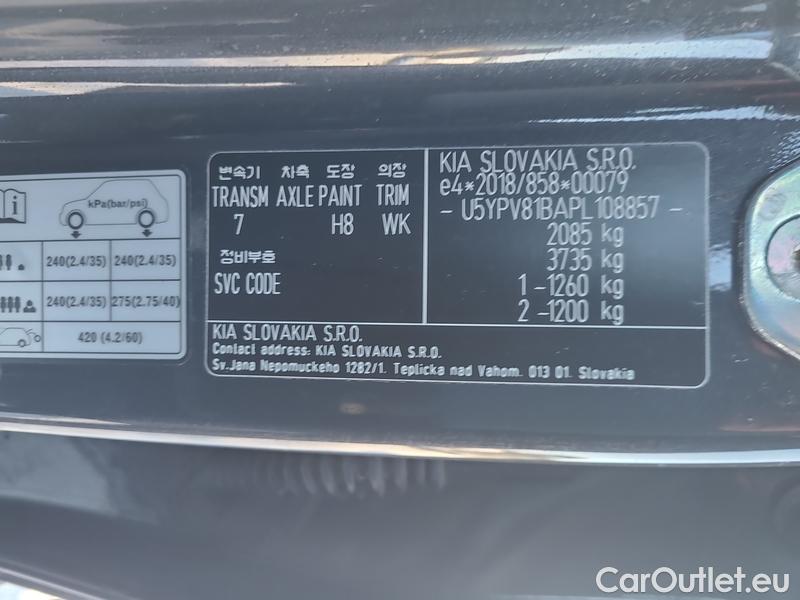 kPa(bar/psi)
240(2.4/35) 240(2.4/35)
240(2.4/35) 275(2.75/40)
420 (4.2/60)
변속기 차축 도장 의장
TRANSM AXLE PAINT TRIM
7 H8 WK
정비부호
SVC CODE
KIA SLOVAKIA S.R.O.
e4*2018/858*00079
- U5YPV81BAPL108857 -
2085 kg
3735 kg
1 -1260 kg
2 -1200 kg
KIA SLOVAKIA S.R.O.
Contact address: KIA SLOVAKIA S.R.O.
Sv.Jana Nepomuckeho 1282/1. Teplicka nad Vahom. 013 01. Slovakia
CarOutlet.eu